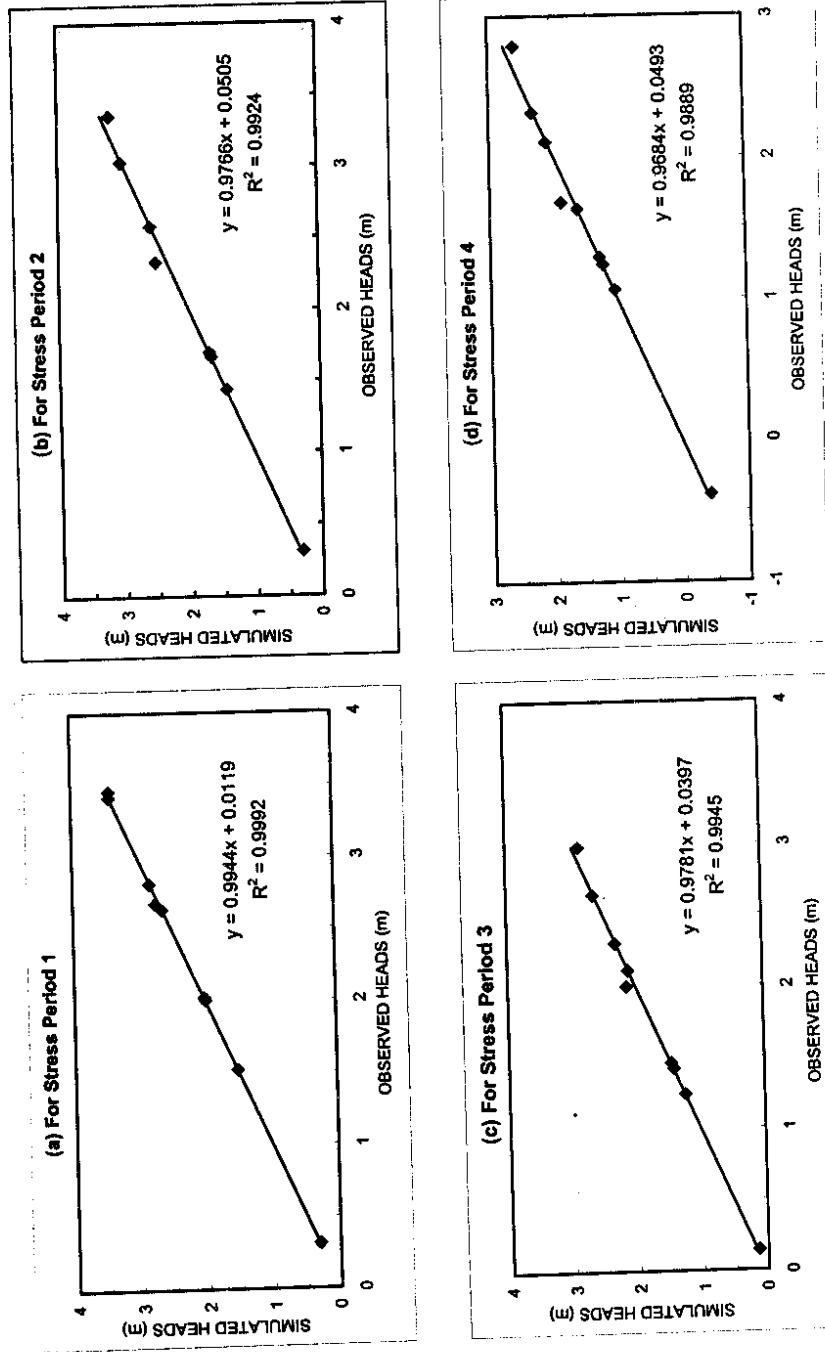 (a) For Stress Period 1
SIMULATED HEADS (m)
4
3
2
1
0
y = 0.9944x + 0.0119
R² = 0.9992
0 1 2 3 4
OBSERVED HEADS (m)
(b) For Stress Period 2
SIMULATED HEADS (m)
4
3
2
1
0
y = 0.9766x + 0.0505
R² = 0.9924
0 1 2 3 4
OBSERVED HEADS (m)
(c) For Stress Period 3
SIMULATED HEADS (m)
4
3
2
1
0
y = 0.9781x + 0.0397
R² = 0.9945
0 1 2 3 4
OBSERVED HEADS (m)
(d) For Stress Period 4
SIMULATED HEADS (m)
3
2
1
0
-1
y = 0.9684x + 0.0493
R² = 0.9889
-1 0 1 2 3
OBSERVED HEADS (m)